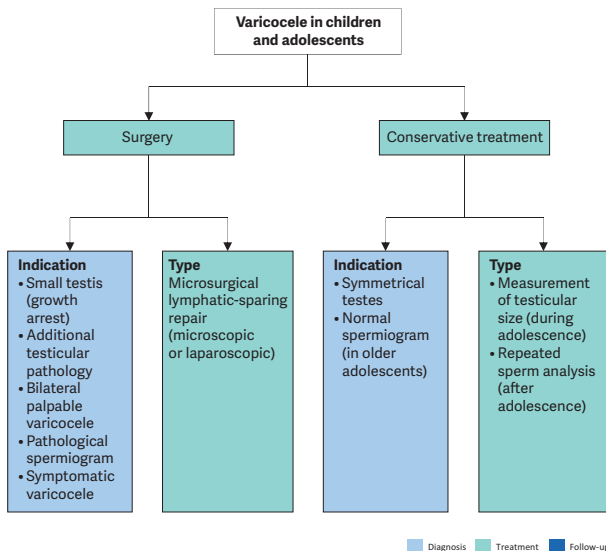 Varicocele in children
and adolescents
Surgery
Conservative treatment
Indication
• Small testis
(growth
arrest)
• Additional
testicular
pathology
• Bilateral
palpable
varicocele
• Pathological
spermiogram
• Symptomatic
varicocele
Type
Microsurgical
lymphatic-sparing
repair
(microscopic
or laparoscopic)
Indication
• Symmetrical
testes
• Normal
spermiogram
(in older
adolescents)
Type
• Measurement
of testicular
size (during
adolescence)
• Repeated
sperm analysis
(after
adolescence)
Diagnosis
Treatment
Follow-up